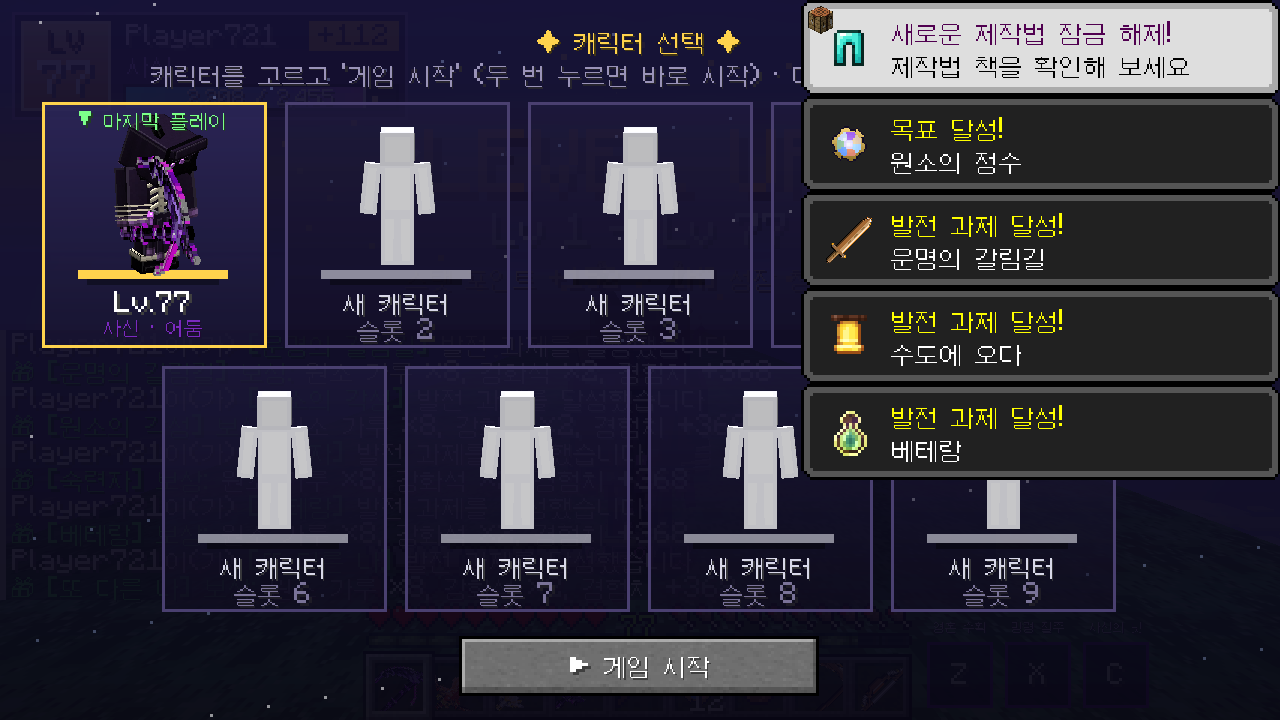 캐릭터 선택
캐릭터를 고르고 '게임 시작' (두 번 누르면 바로 시작) ·
마지막 플레이
Lv.77
사신 · 어둠
새 캐릭터
슬롯 2
새 캐릭터
슬롯 3
새로운 제작법 잠금 해제!
제작법 책을 확인해 보세요
목표 달성!
원소의 정수
발전 과제 달성!
운명의 갈림길
발전 과제 달성!
수도에 오다
발전 과제 달성!
베테랑
새 캐릭터
슬롯 6
새 캐릭터
슬롯 7
새 캐릭터
슬롯 8
새 캐릭터
슬롯 9
게임 시작
Player721
+112
LV
77
Z
X
C
12